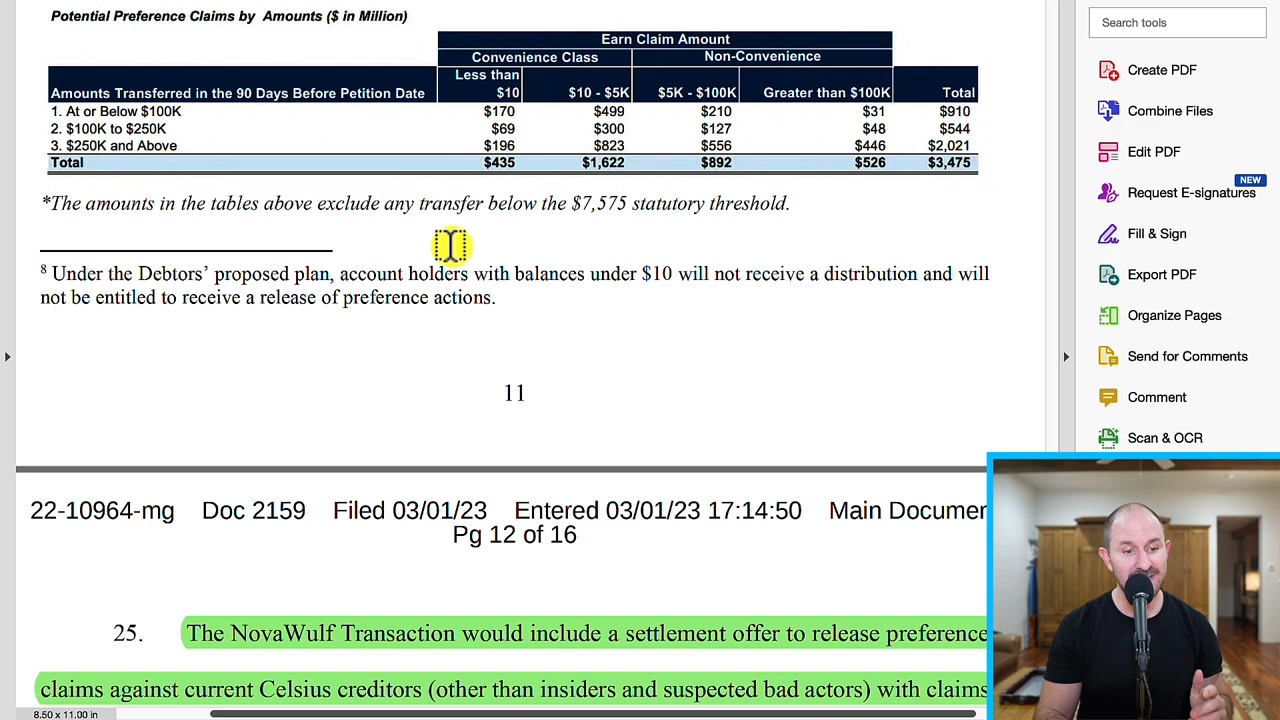 Potential Preference Claims by Amounts ($ in Million)
Earn Claim Amount
Convenience Class Non-Convenience
Amounts Transferred in the 90 Days Before Petition Date Less than $10 $10 - $5K $5K - $100K Greater than $100K Total
1. At or Below $100K $170 $499 $210 $31 $910
2. $100K to $250K $69 $300 $127 $48 $544
3. $250K and Above $196 $823 $556 $446 $2,021
Total $435 $1,622 $892 $526 $3,475
*The amounts in the tables above exclude any transfer below the $7,575 statutory threshold.
8 Under the Debtors' proposed plan, account holders with balances under $10 will not receive a distribution and will
not be entitled to receive a release of preference actions.
11
22-10964-mg Doc 2159 Filed 03/01/23 Entered 03/01/23 17:14:50 Main Documen
Pg 12 of 16
25. The NovaWulf Transaction would include a settlement offer to release preference
claims against current Celsius creditors (other than insiders and suspected bad actors) with claims
8.50 x 11.00 in
Search tools
Create PDF
Combine Files
Edit PDF
NEW
Request E-signatures
Fill & Sign
Export PDF
Organize Pages
Send for Comments
Comment
Scan & OCR